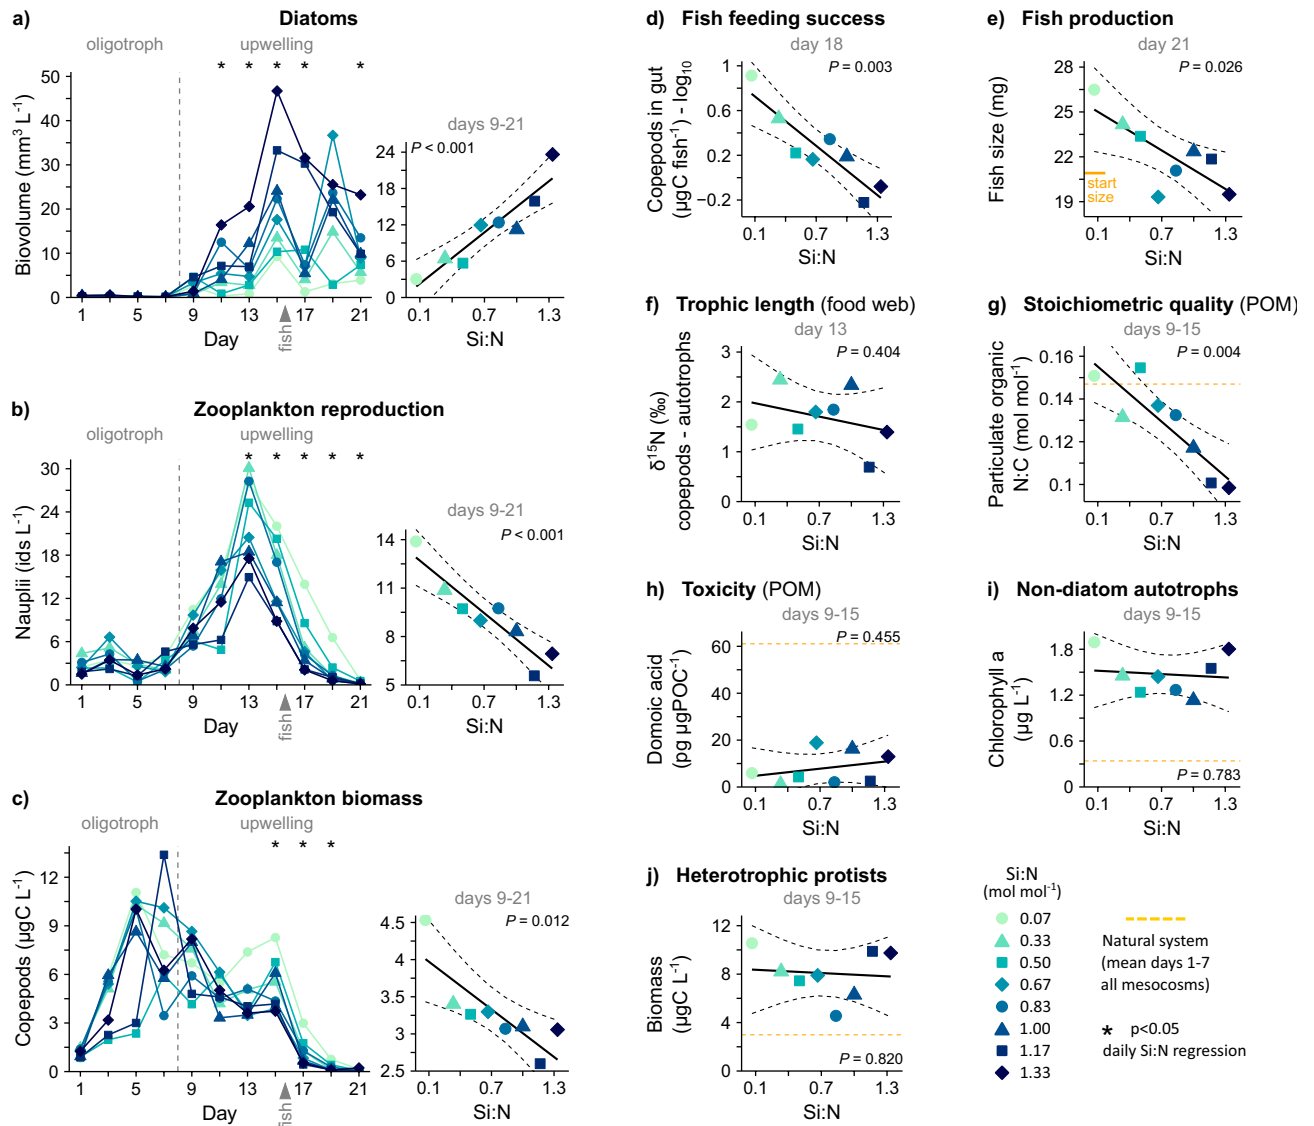 a) Diatoms
oligotroph upwelling
* * * * *
Biovolume (mm³ L⁻¹)
50
40
30
20
10
0
1 5 9 13 17 21
Day
fish
days 9-21
P < 0.001
24
18
12
6
0
0.1 0.7 1.3
Si:N
b) Zooplankton reproduction
oligotroph upwelling
* * * * *
Nauplii (ids L⁻¹)
30
24
18
12
6
0
1 5 9 13 17 21
Day
fish
days 9-21
P < 0.001
14
11
8
5
0.1 0.7 1.3
Si:N
c) Zooplankton biomass
oligotroph upwelling
* * *
Copepods (µgC L⁻¹)
12
9
6
3
0
1 5 9 13 17 21
Day
fish
days 9-21
P = 0.012
4.5
4
3.5
3
2.5
0.1 0.7 1.3
Si:N
d) Fish feeding success
day 18
P = 0.003
Copepods in gut
(µgC fish⁻¹) - log₁₀
1
0.6
0.2
−0.2
0.1 0.7 1.3
Si:N
e) Fish production
day 21
P = 0.026
Fish size (mg)
28
25
22
19
start
size
0.1 0.7 1.3
Si:N
f) Trophic length (food web)
day 13
P = 0.404
δ¹⁵N (‰)
copepods - autotrophs
3
2
1
0
0.1 0.7 1.3
Si:N
g) Stoichiometric quality (POM)
days 9-15
P = 0.004
Particulate organic
N:C (mol mol⁻¹)
0.16
0.14
0.12
0.1
0.1 0.7 1.3
Si:N
h) Toxicity (POM)
days 9-15
P = 0.455
Domoic acid
(pg µgPOC⁻¹)
60
40
20
0
0.1 0.7 1.3
Si:N
i) Non-diatom autotrophs
days 9-15
Chlorophyll a
(µg L⁻¹)
1.8
1.2
0.6
0
P = 0.783
0.1 0.7 1.3
Si:N
j) Heterotrophic protists
days 9-15
Biomass
(µgC L⁻¹)
12
8
4
0
P = 0.820
0.1 0.7 1.3
Si:N
Si:N
(mol mol⁻¹)
0.07
0.33
0.50
0.67
0.83
1.00
1.17
1.33
Natural system
(mean days 1-7
all mesocosms)
* p<0.05
daily Si:N regression